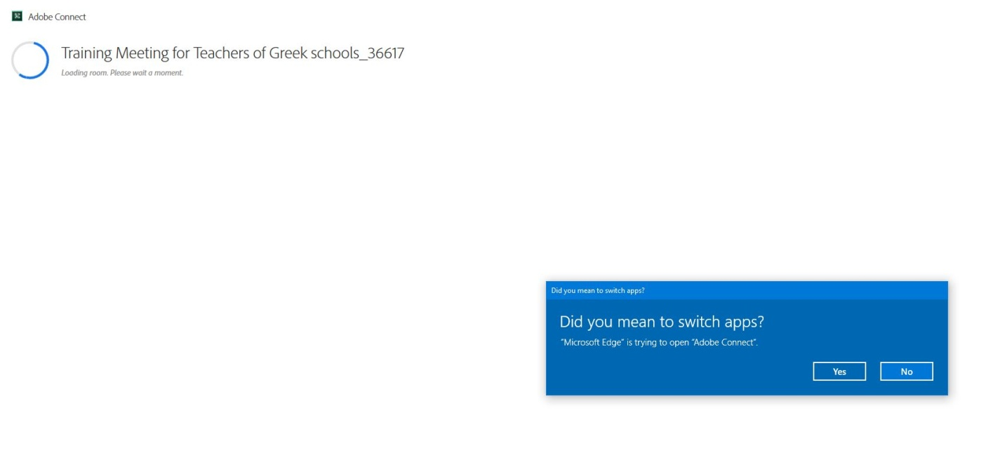 Adobe Connect
Training Meeting for Teachers of Greek schools_36617
Loading room. Please wait a moment.
Did you mean to switch apps?
Did you mean to switch apps?
"Microsoft Edge" is trying to open "Adobe Connect".
Yes No